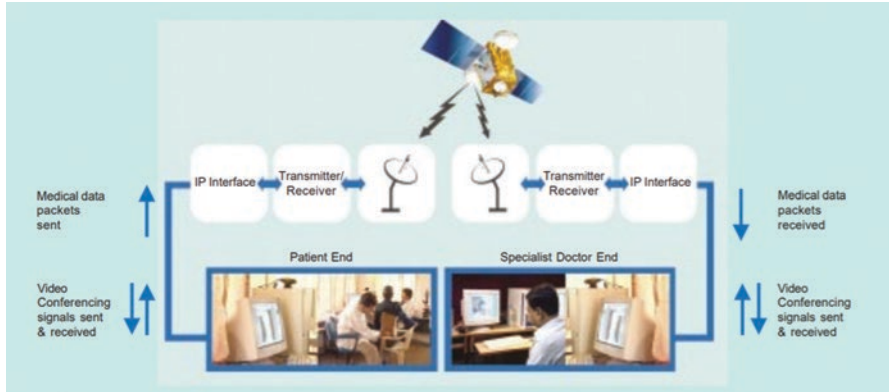 IP Interface
Transmitter/
Receiver
Transmitter
Receiver
IP Interface
Medical data
packets
sent
Medical data
packets
received
Patient End
Specialist Doctor End
Video
Conferencing
signals sent
& received
Video
Conferencing
signals sent
& received